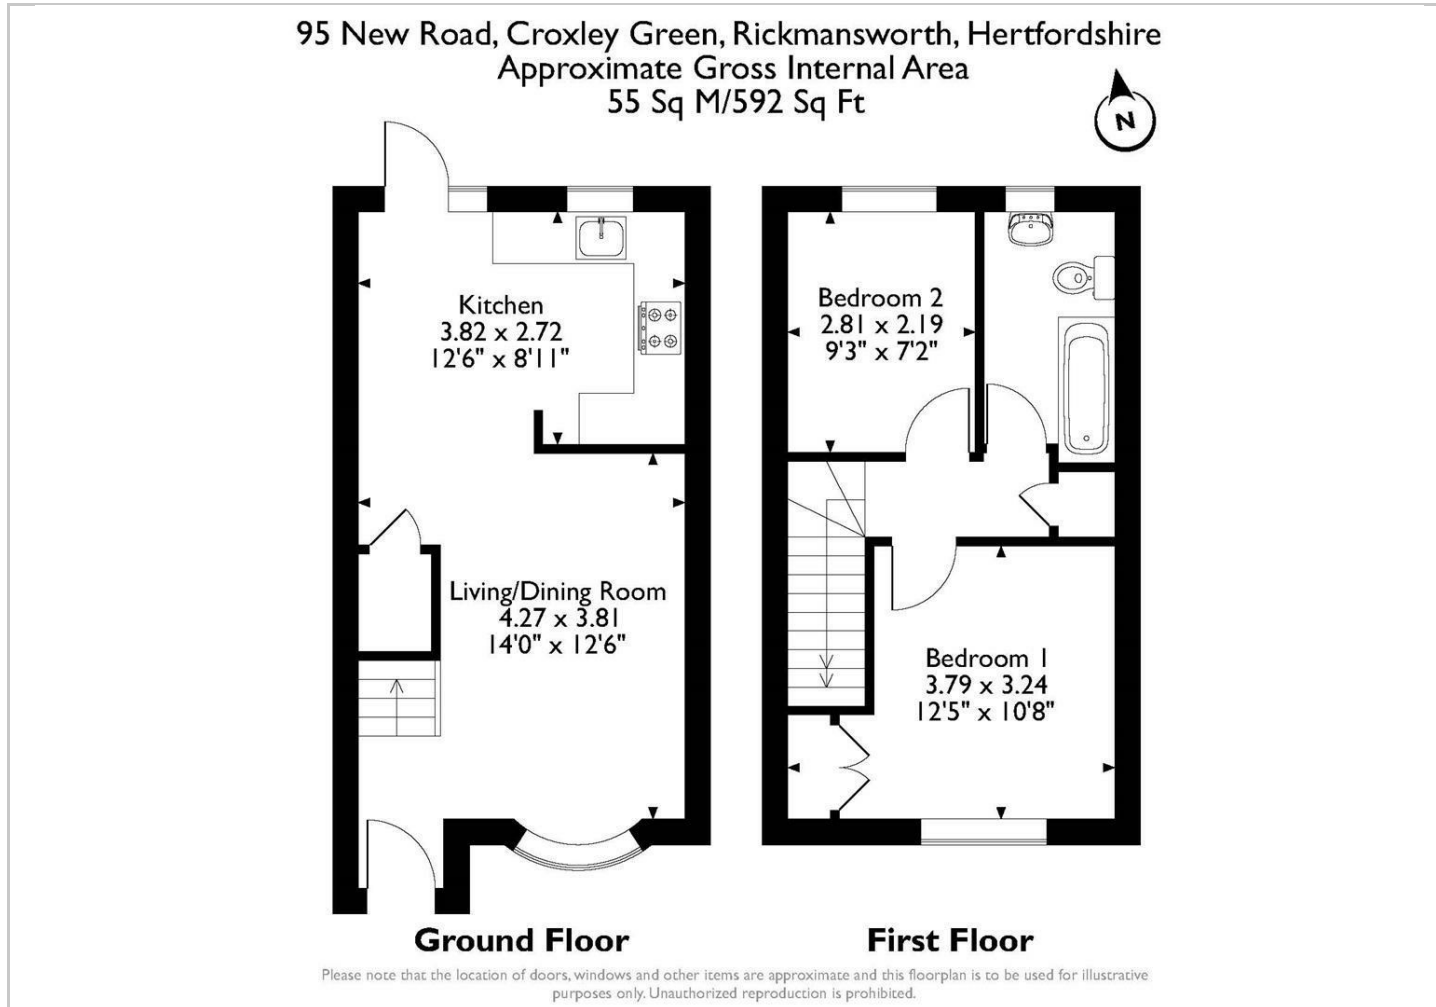 95 New Road, Croxley Green, Rickmansworth, Hertfordshire
Approximate Gross Internal Area
55 Sq M/592 Sq Ft
N
Kitchen
3.82 x 2.72
12'6" x 8'11"
Living/Dining Room
4.27 x 3.81
14'0" x 12'6"
Ground Floor
Bedroom 2
2.81 x 2.19
9'3" x 7'2"
Bedroom 1
3.79 x 3.24
12'5" x 10'8"
First Floor
Please note that the location of doors, windows and other items are approximate and this floorplan is to be used for illustrative
purposes only. Unauthorized reproduction is prohibited.